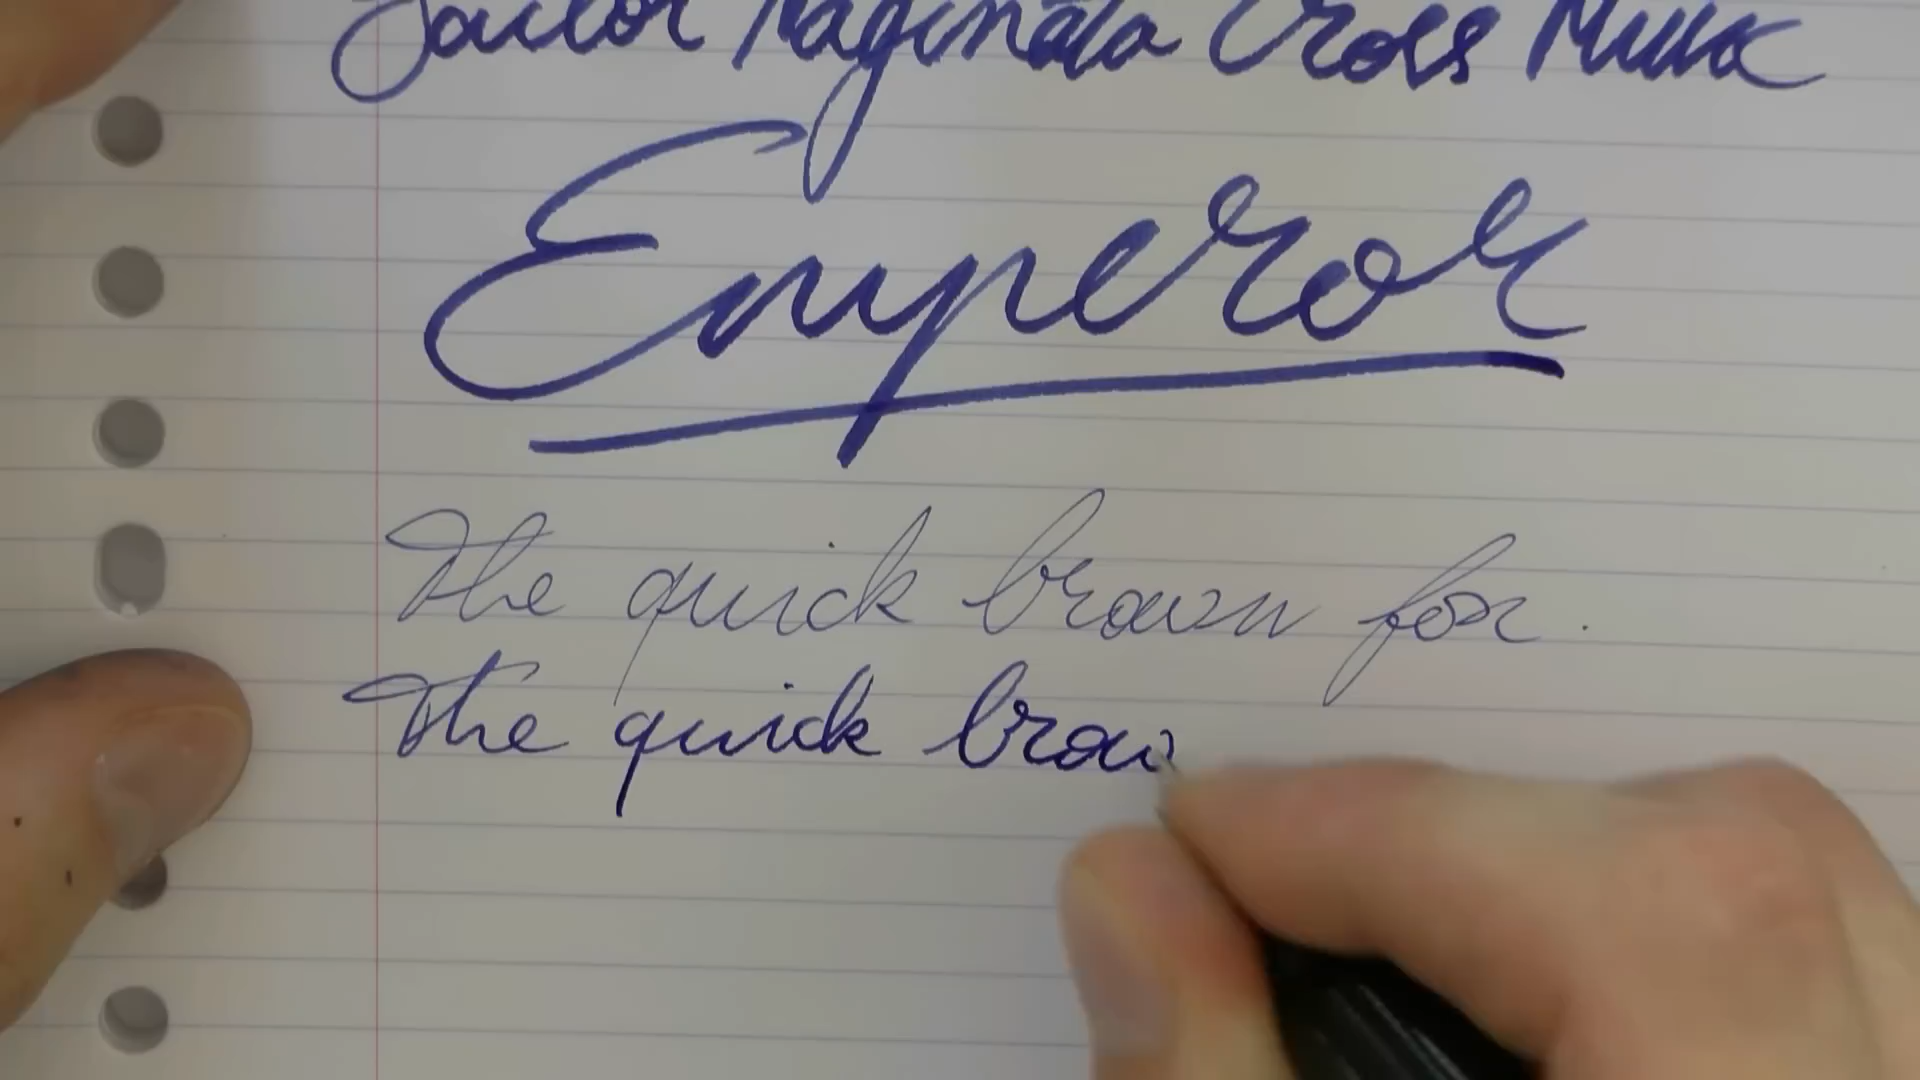 Sailor Naginata Cross Music
Emperor
The quick brown fox.
The quick brow